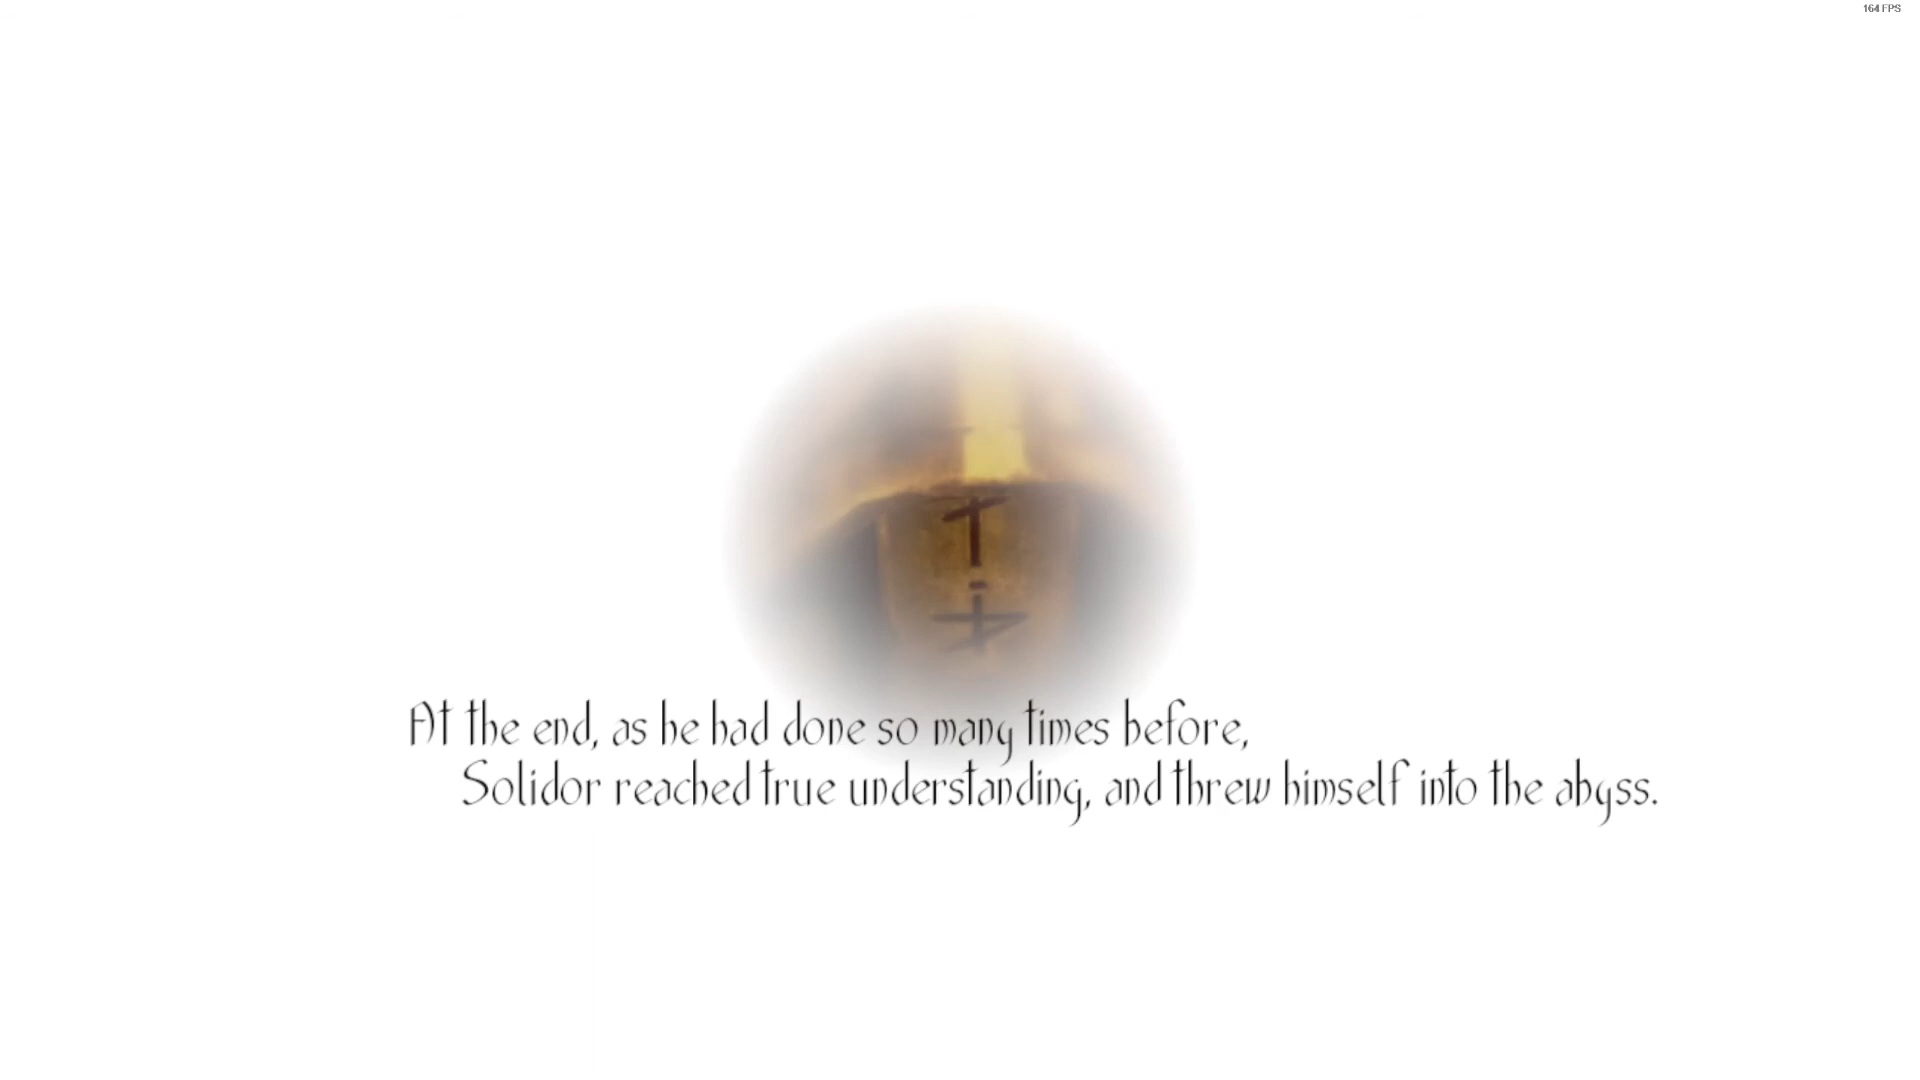 164 FPS
At the end, as he had done so many times before,
Solidor reached true understanding, and threw himself into the abyss.